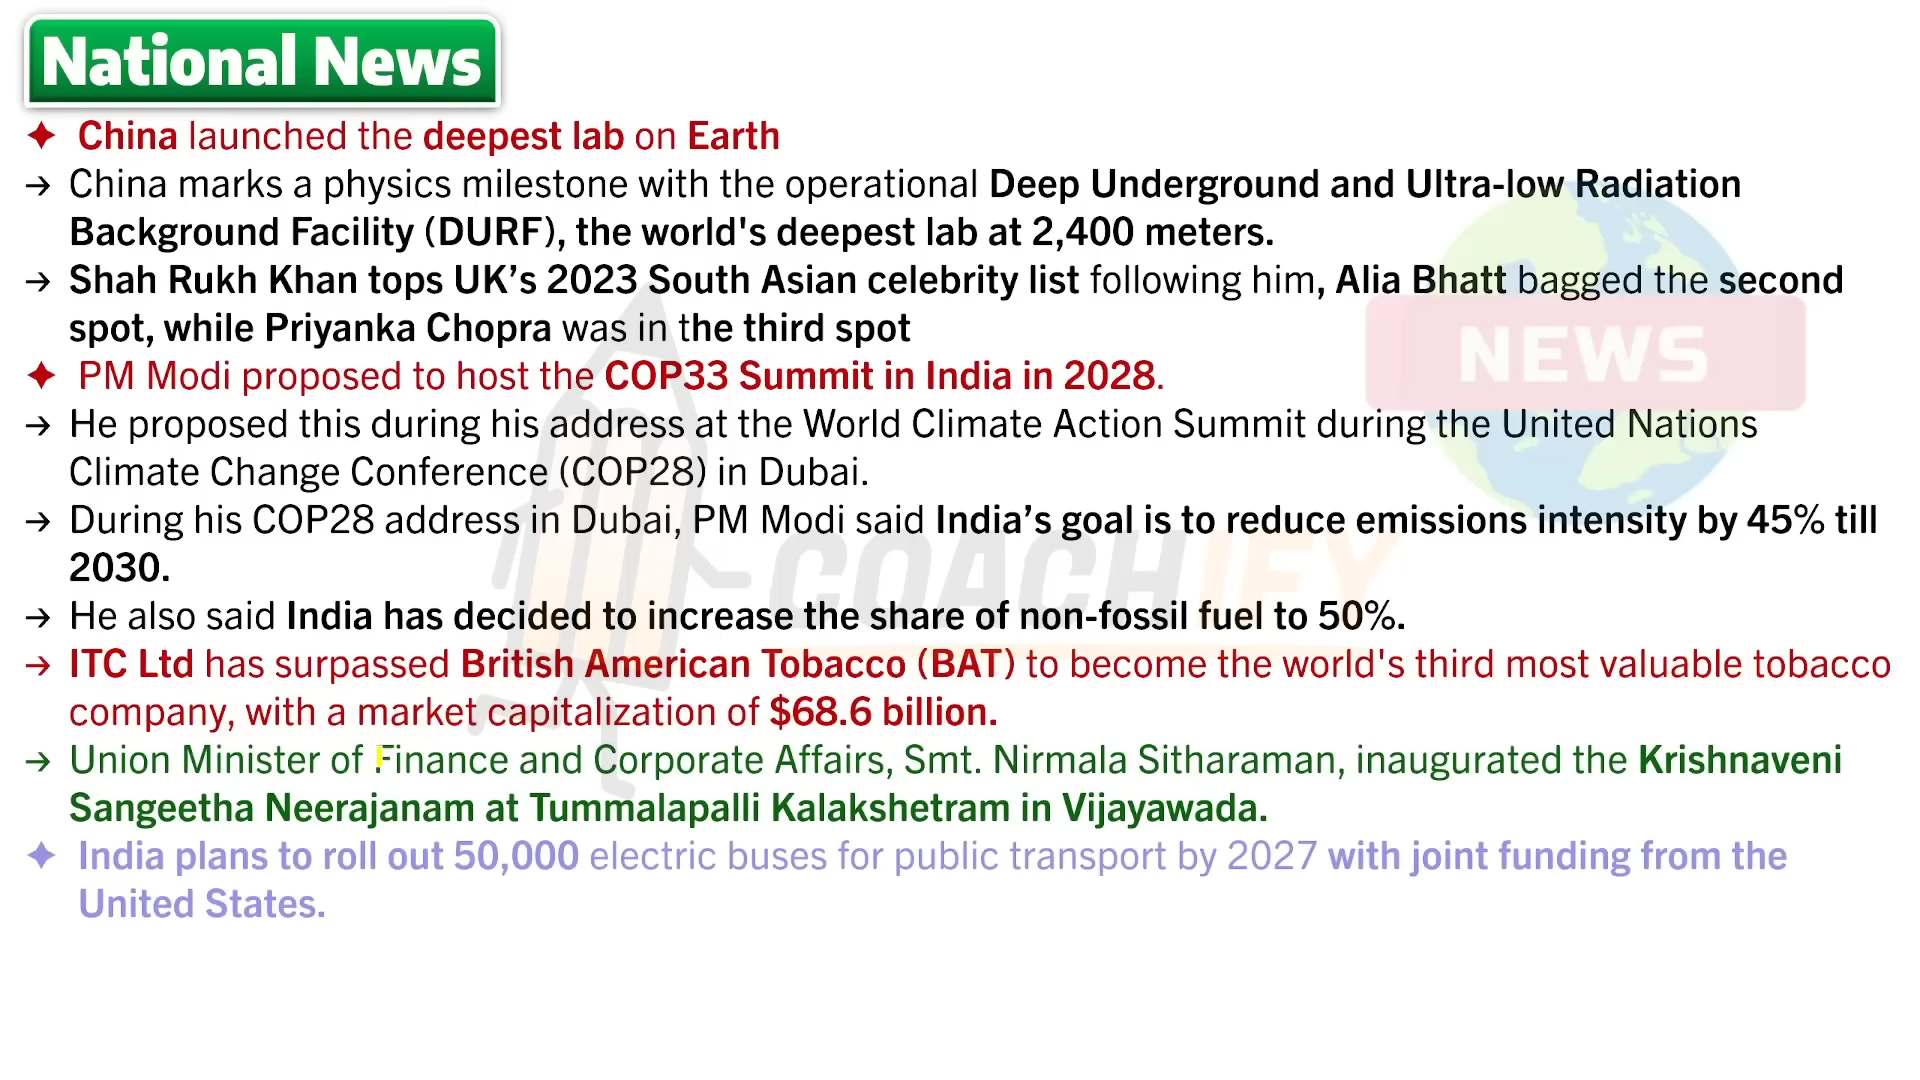 National News
✦ China launched the deepest lab on Earth
→ China marks a physics milestone with the operational Deep Underground and Ultra-low Radiation
Background Facility (DURF), the world's deepest lab at 2,400 meters.
→ Shah Rukh Khan tops UK’s 2023 South Asian celebrity list following him, Alia Bhatt bagged the second
spot, while Priyanka Chopra was in the third spot
✦ PM Modi proposed to host the COP33 Summit in India in 2028.
→ He proposed this during his address at the World Climate Action Summit during the United Nations
Climate Change Conference (COP28) in Dubai.
→ During his COP28 address in Dubai, PM Modi said India’s goal is to reduce emissions intensity by 45% till
2030.
→ He also said India has decided to increase the share of non-fossil fuel to 50%.
→ ITC Ltd has surpassed British American Tobacco (BAT) to become the world's third most valuable tobacco
company, with a market capitalization of $68.6 billion.
→ Union Minister of Finance and Corporate Affairs, Smt. Nirmala Sitharaman, inaugurated the Krishnaveni
Sangeetha Neerajanam at Tummalapalli Kalakshetram in Vijayawada.
✦ India plans to roll out 50,000 electric buses for public transport by 2027 with joint funding from the
United States.
NEWS
COACHIFY